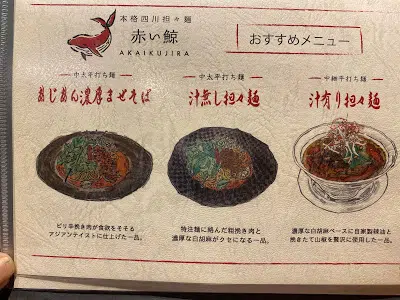 本格四川担々麺
赤い鯨
AKAIKUJIRA
おすすめメニュー
中太平打ち麺
あじあん濃厚まぜそば
ピリ辛挽き肉が食欲をそそる
アジアンテイストに仕上げた一品。
中太平打ち麺
汁無し担々麺
特注麺に絡んだ粗挽き肉と
濃厚な白胡麻がクセになる一品。
中細平打ち麺
汁有り担々麺
濃厚な白胡麻ベースに自家製辣油と
挽きたて山椒を贅沢に使用した一品。